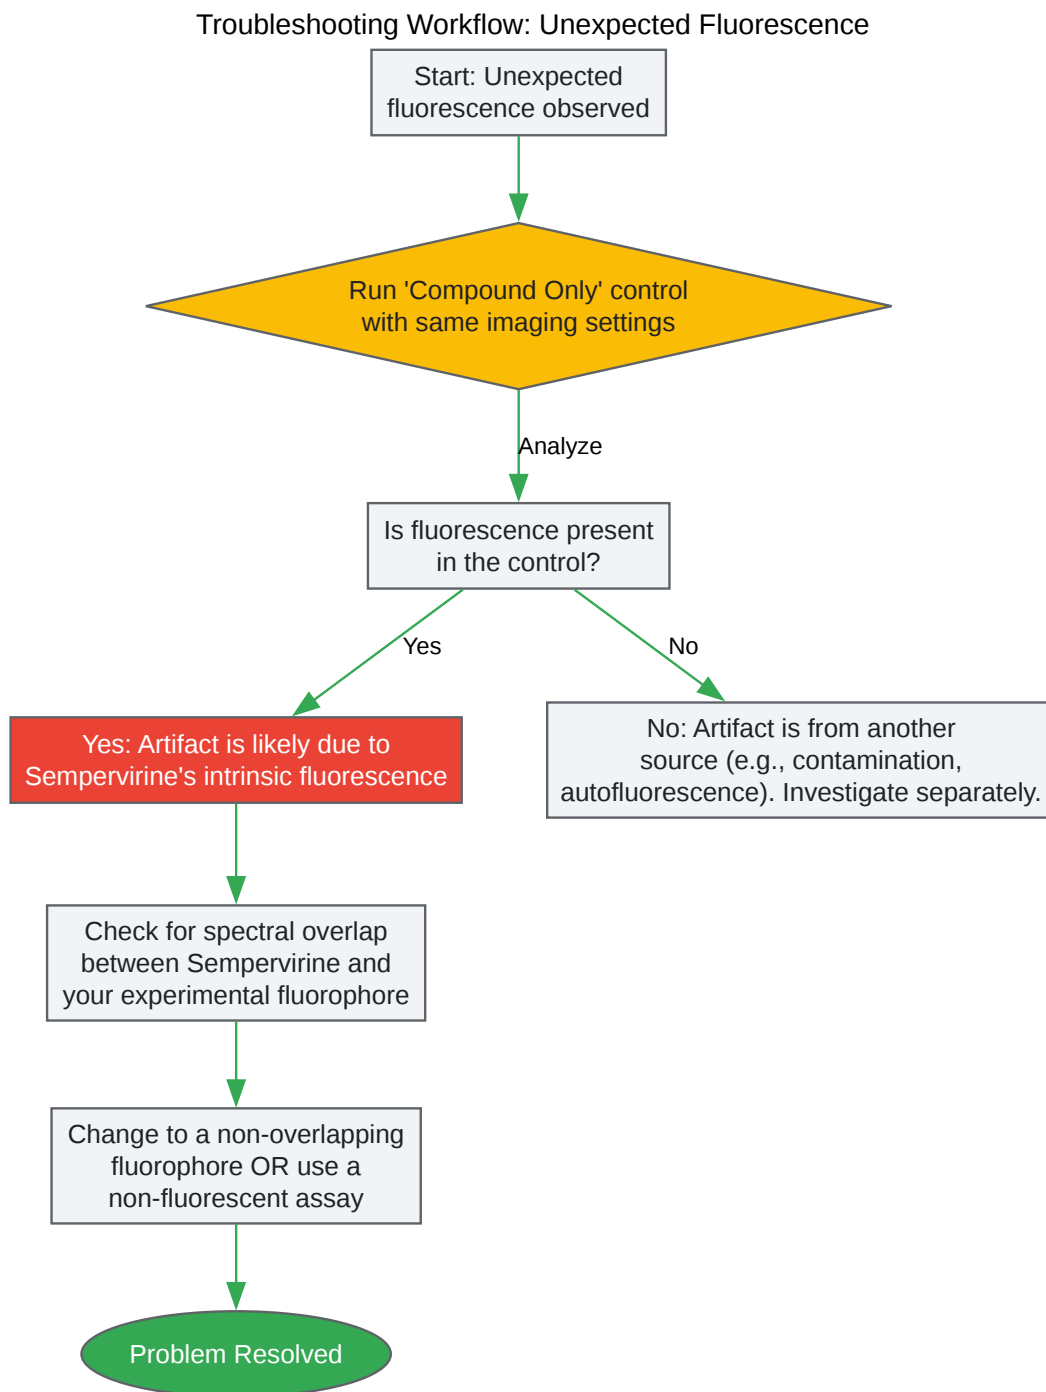 Troubleshooting Workflow: Unexpected Fluorescence
Start: Unexpected
fluorescence observed
Run 'Compound Only' control
with same imaging settings
Analyze
Is fluorescence present
in the control?
Yes
No
Yes: Artifact is likely due to
Sempervirine's intrinsic fluorescence
No: Artifact is from another
source (e.g., contamination,
autofluorescence). Investigate separately.
Check for spectral overlap
between Sempervirine and
your experimental fluorophore
Change to a non-overlapping
fluorophore OR use a
non-fluorescent assay
Problem Resolved